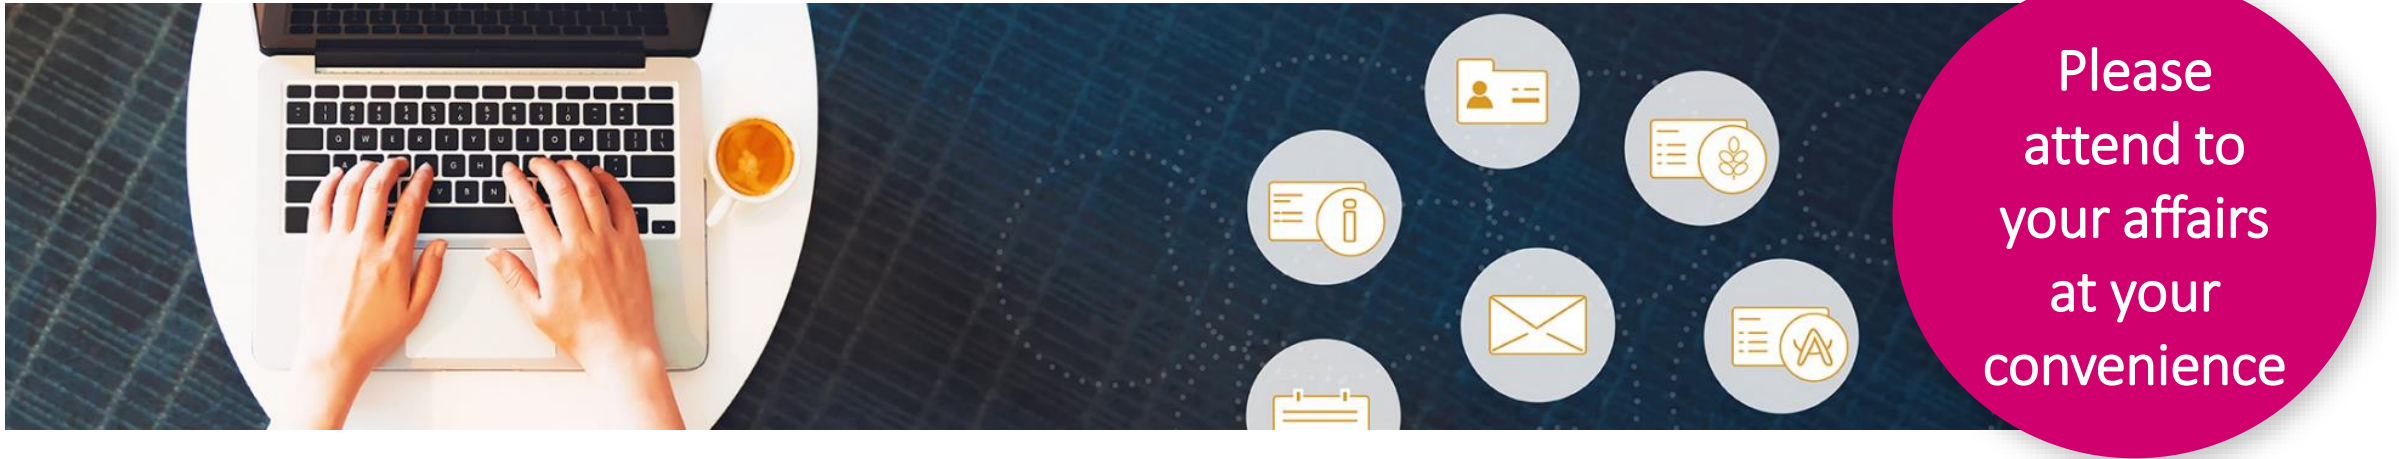 Please
attend to
your affairs
at your
convenience